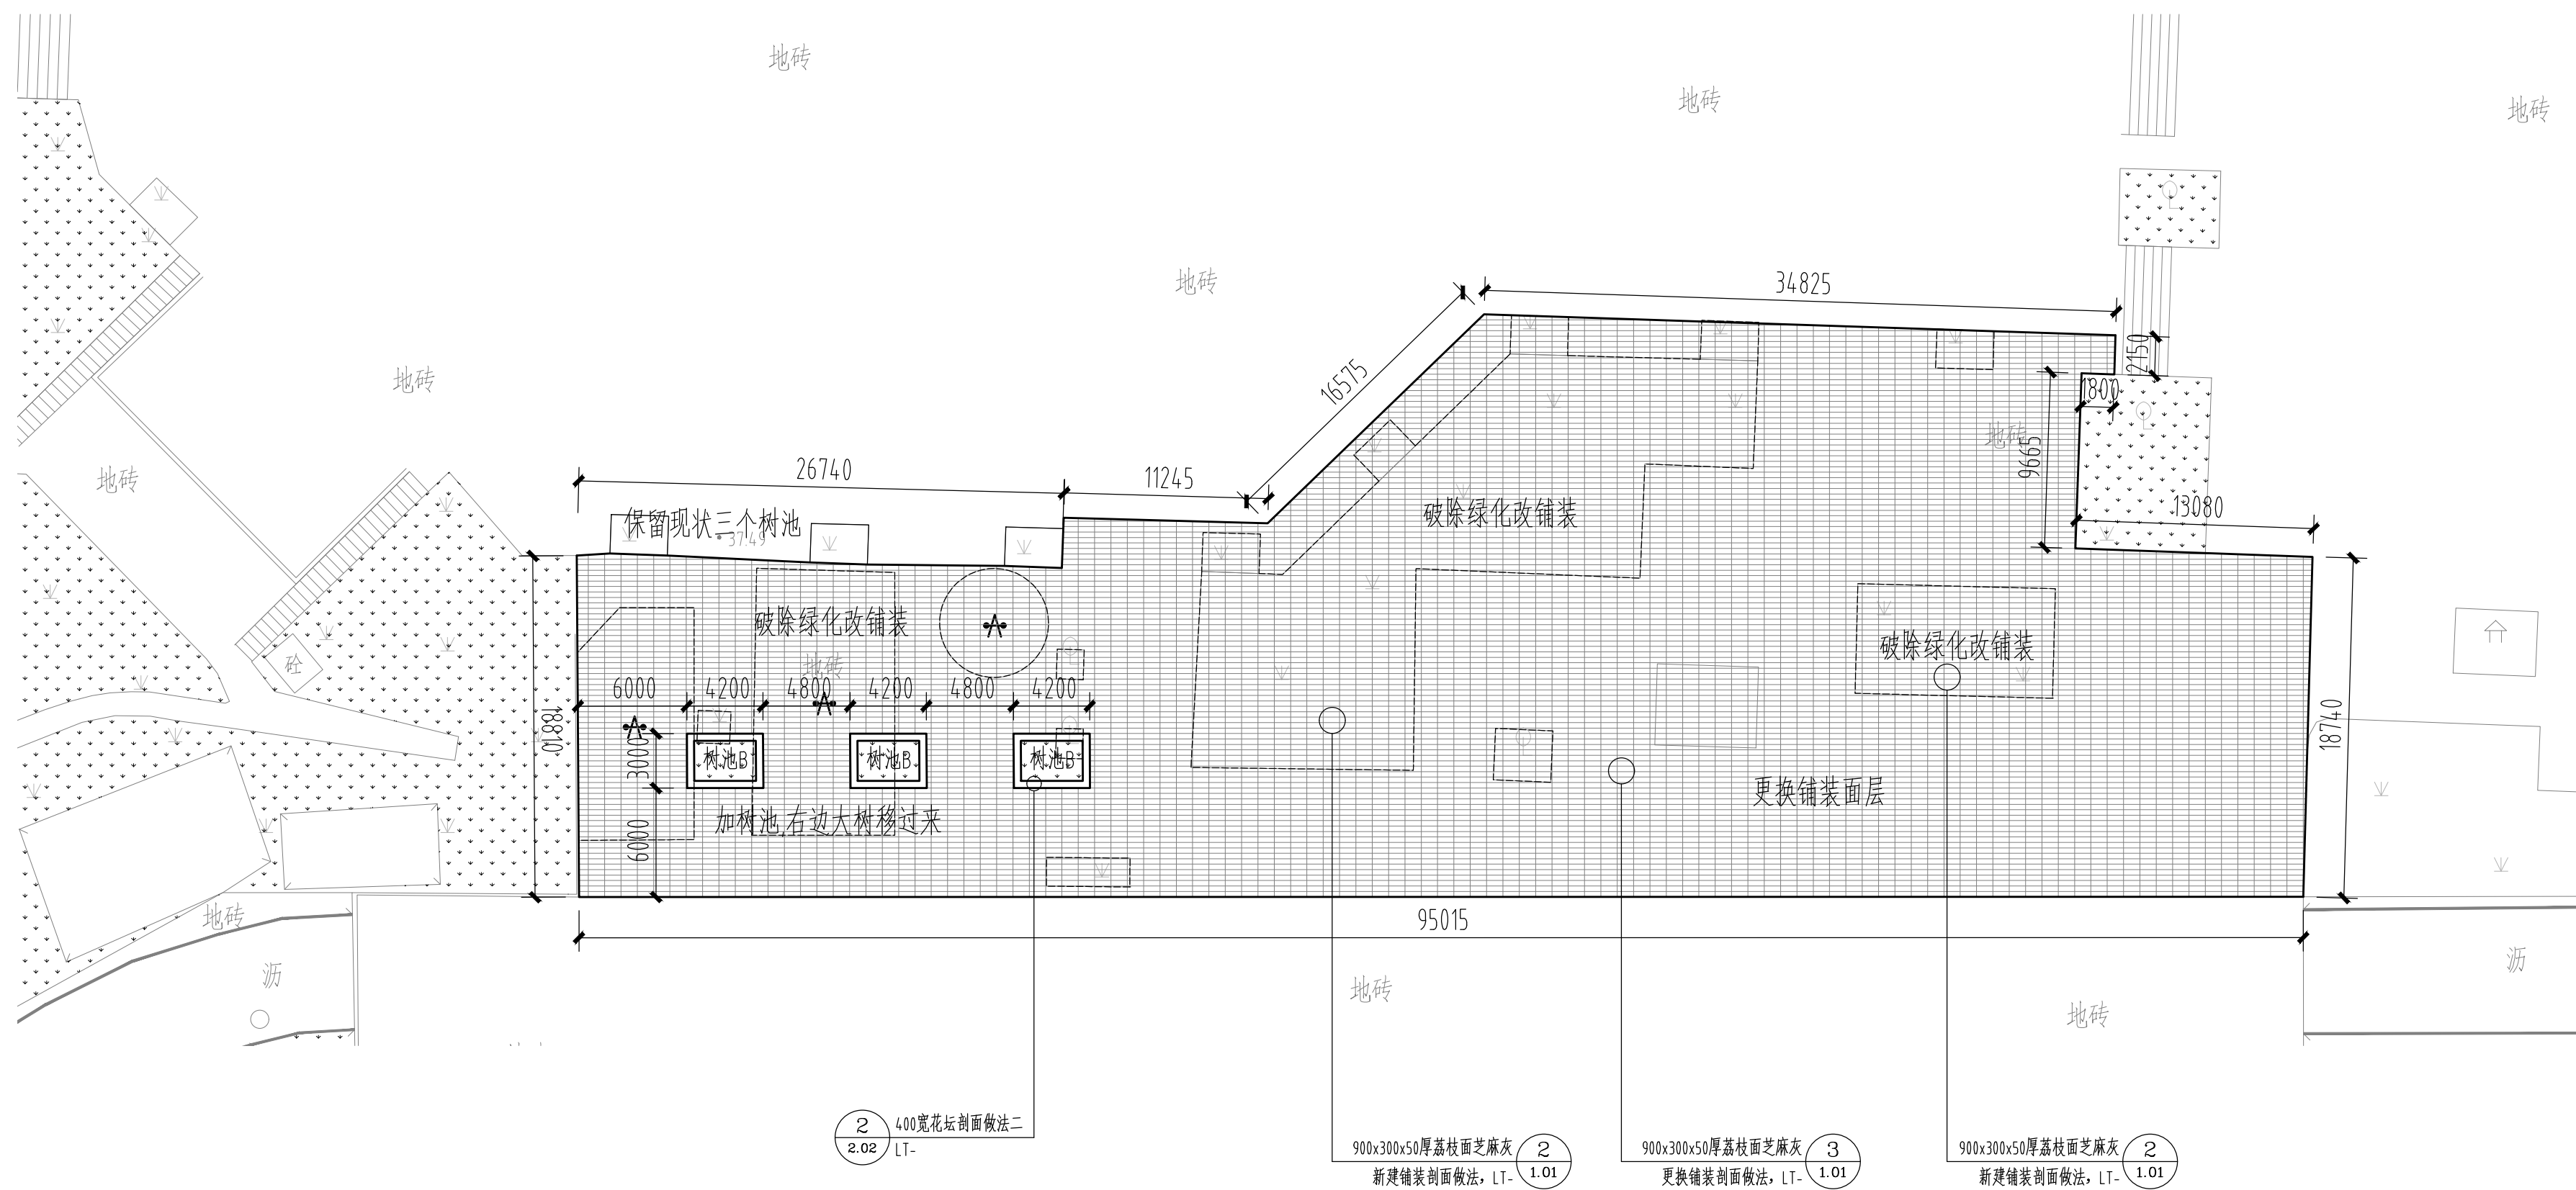 地砖
地砖
地砖
地砖
34825
2150
16575
地砖
1800
地砖
9665
26740
11245
地砖
13080
保留现状三个树池
37.49
破除绿化改铺装
破除绿化改铺装
破除绿化改铺装
地砖
砼
6000
4200
4800
4200
4800
4200
18810
3000
树池B
树池B
树池B
18740
更换铺装面层
加树池,右边大树移过来
6000
地砖
95015
沥
沥
地砖
地砖
2
2.02
400宽花坛剖面做法二
LT-
900x300x50厚荔枝面芝麻灰
新建铺装剖面做法，LT-
2
1.01
900x300x50厚荔枝面芝麻灰
更换铺装剖面做法，LT-
3
1.01
900x300x50厚荔枝面芝麻灰
新建铺装剖面做法，LT-
2
1.01